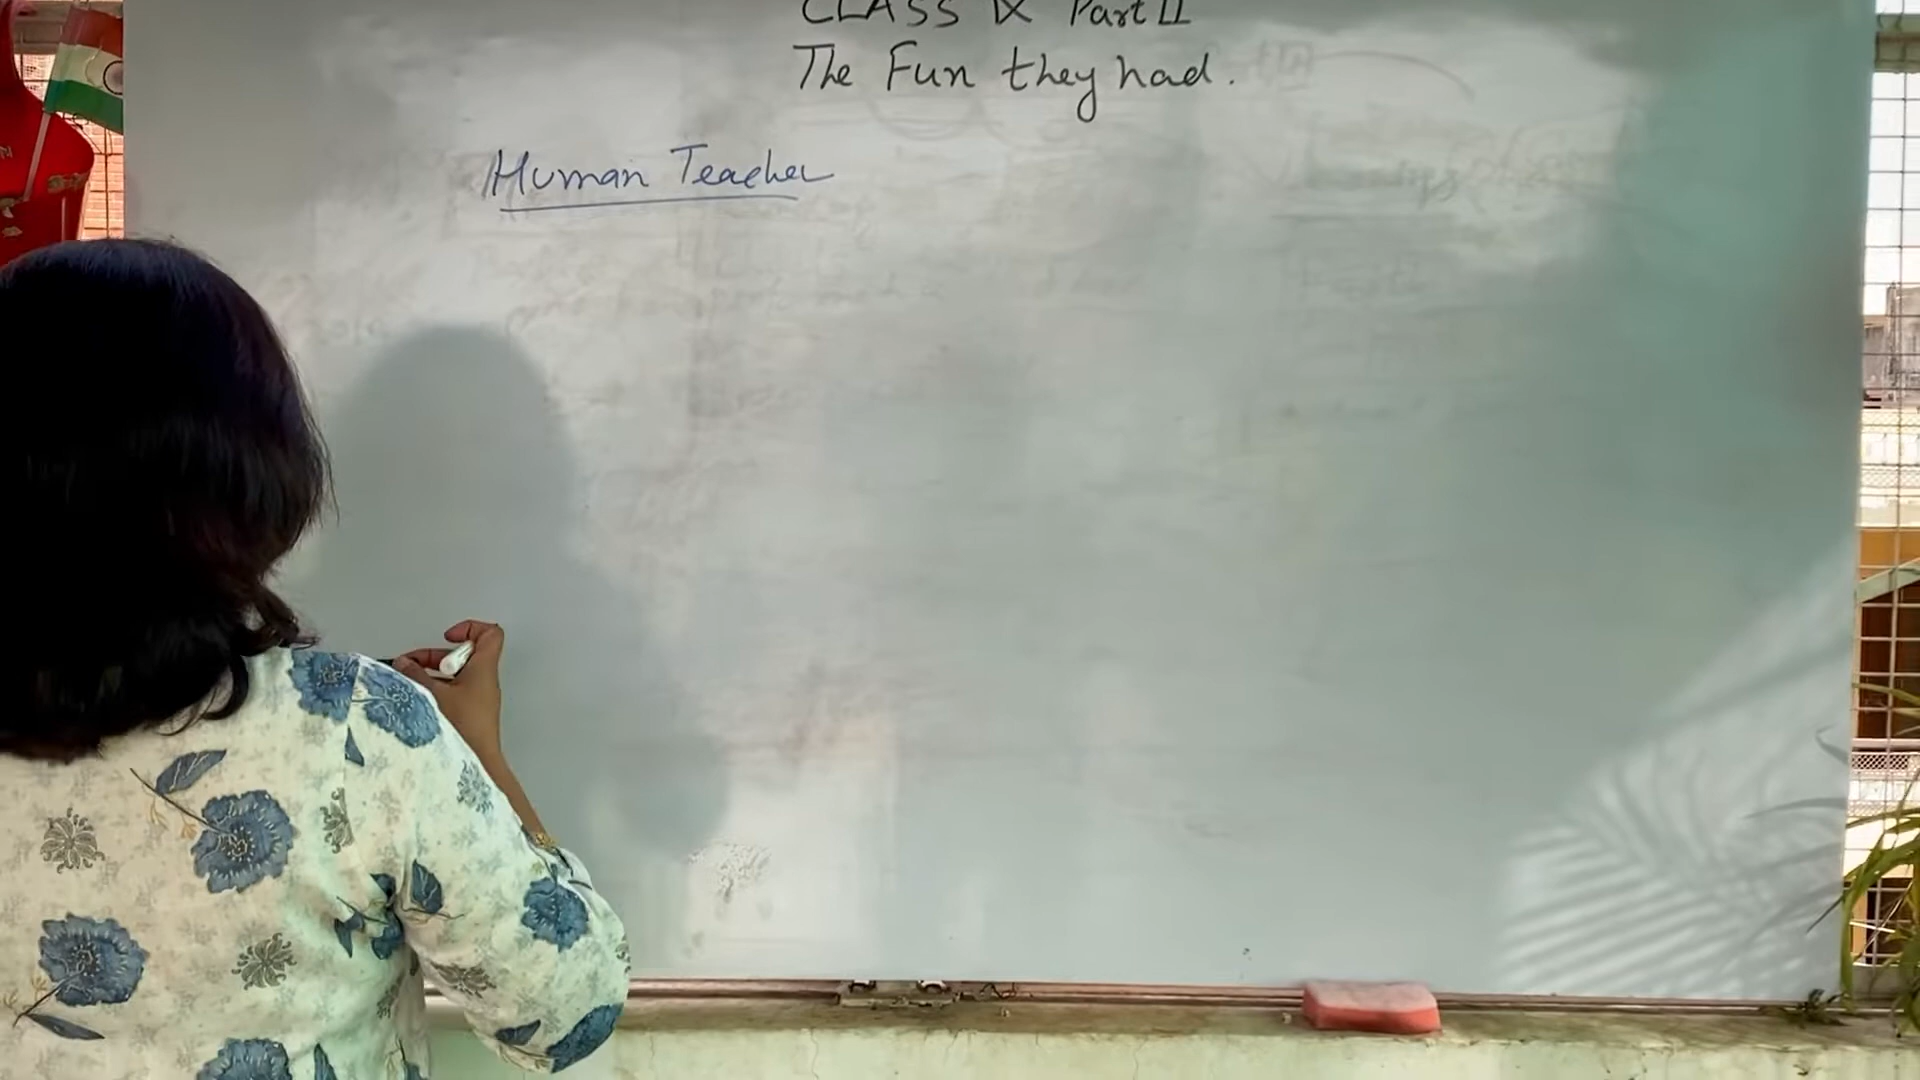 CLASS IX Part II
The Fun they had.
Human Teacher